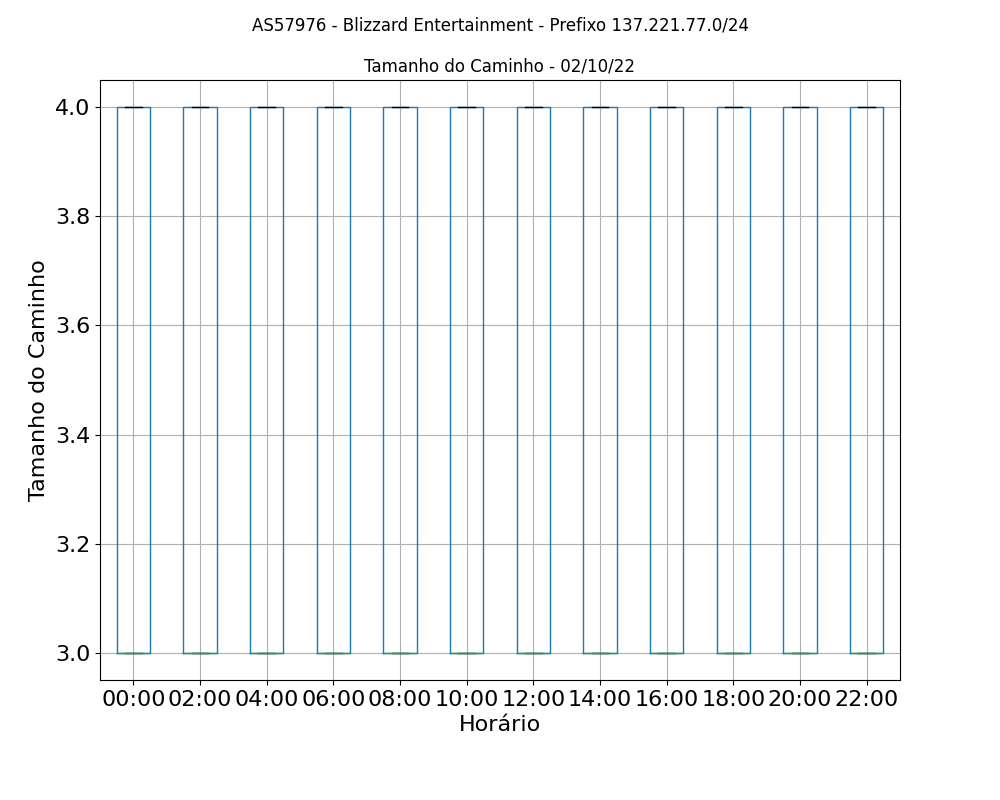 AS57976 - Blizzard Entertainment - Prefixo 137.221.77.0/24
Tamanho do Caminho - 02/10/22
4.0
3.8
3.6
3.4
3.2
3.0
Tamanho do Caminho
00:00 02:00 04:00 06:00 08:00 10:00 12:00 14:00 16:00 18:00 20:00 22:00
Horário